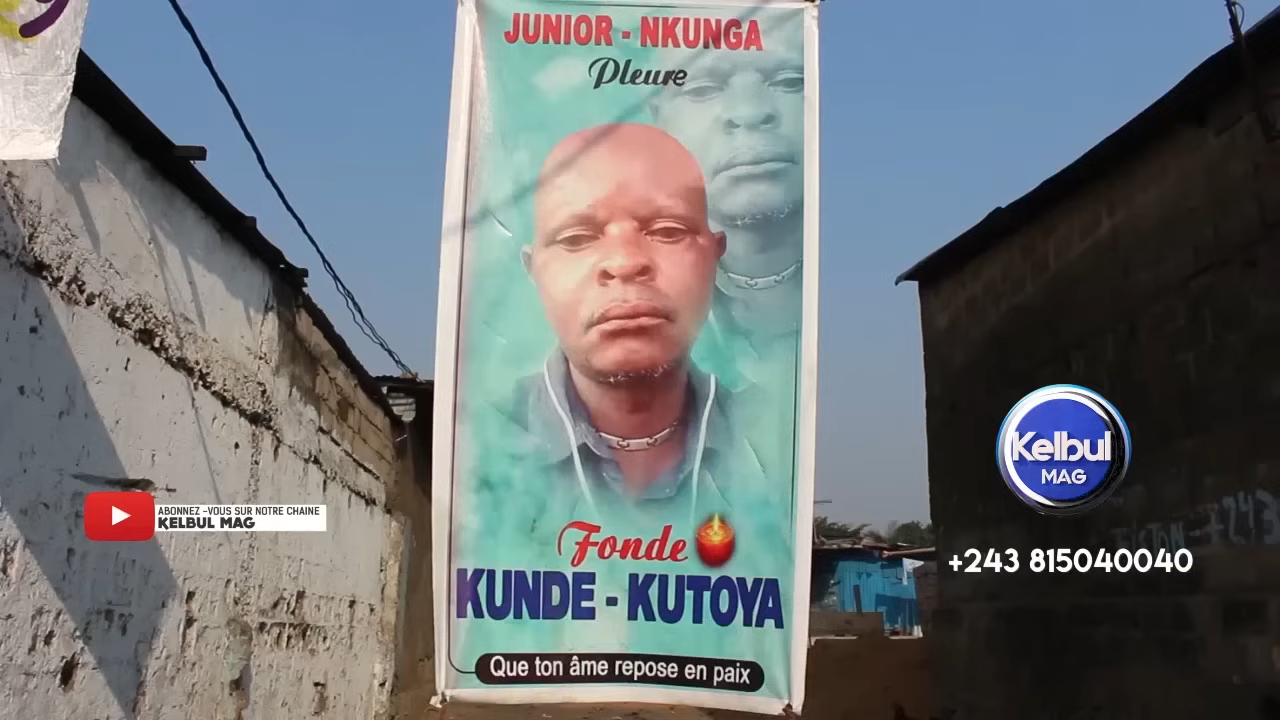 JUNIOR - NKUNGA
Pleure
Fonde
KUNDE - KUTOYA
Que ton âme repose en paix
ABONNEZ -VOUS SUR NOTRE CHAINE
KELBUL MAG
Kelbul
MAG
+243 815040040
+243